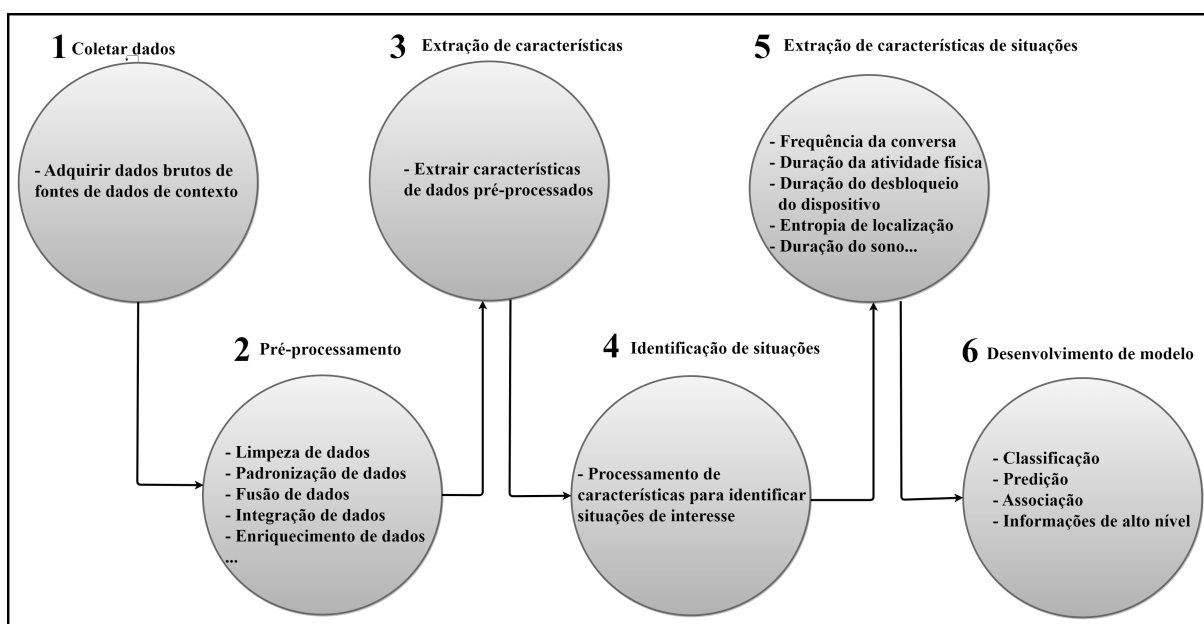 1 Coletar dados
- Adquirir dados brutos de
fontes de dados de contexto
2 Pré-processamento
- Limpeza de dados
- Padronização de dados
- Fusão de dados
- Integração de dados
- Enriquecimento de dados
...
3 Extração de características
- Extrair características
de dados pré-processados
4 Identificação de situações
- Processamento de
características para identificar
situações de interesse
5 Extração de características de situações
- Frequência da conversa
- Duração da atividade física
- Duração do desbloqueio
do dispositivo
- Entropia de localização
- Duração do sono...
6 Desenvolvimento de modelo
- Classificação
- Predição
- Associação
- Informações de alto nível